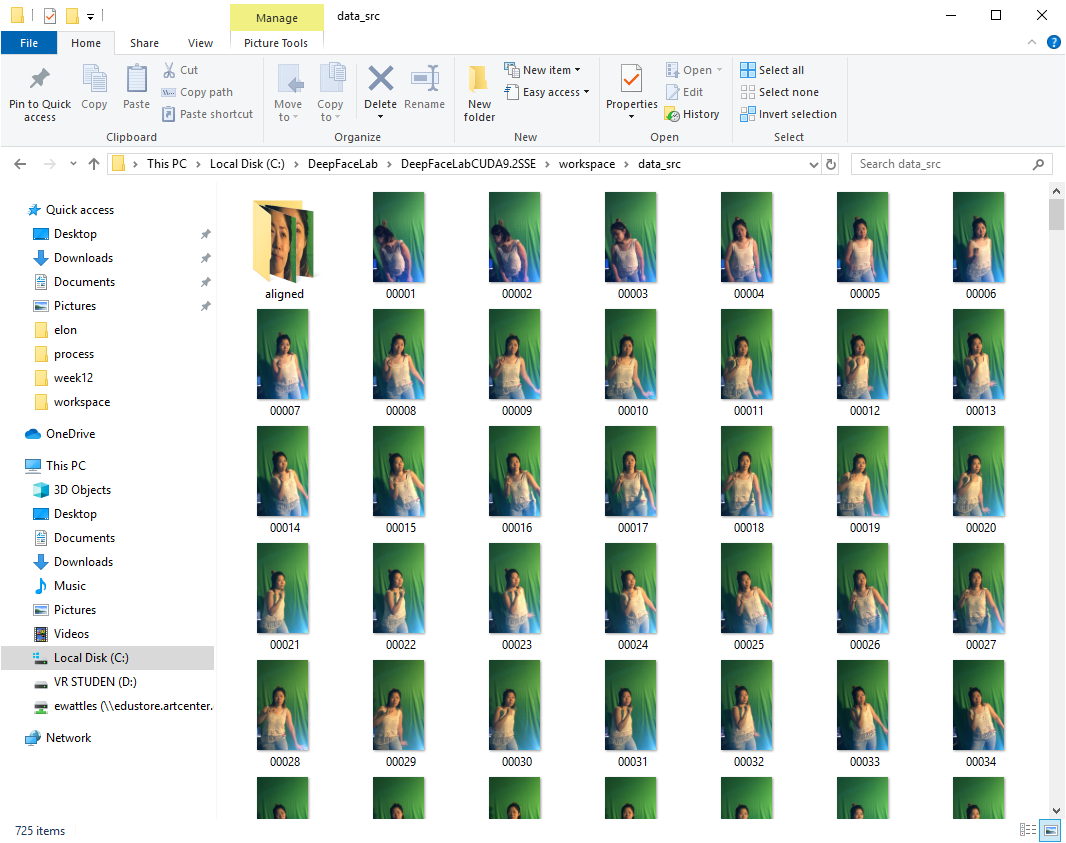 Manage
data_src
File
Home
Share
View
Picture Tools
Pin to Quick access
Copy
Paste
Cut
Copy path
Paste shortcut
Clipboard
Move to
Copy to
Delete
Rename
Organize
New folder
New item
Easy access
New
Properties
Open
Edit
History
Open
Select all
Select none
Invert selection
Select
This PC > Local Disk (C:) > DeepFaceLab > DeepFaceLabCUDA9.2SSE > workspace > data_src
Search data_src
Quick access
Desktop
Downloads
Documents
Pictures
elon
process
week12
workspace
OneDrive
This PC
3D Objects
Desktop
Documents
Downloads
Music
Pictures
Videos
Local Disk (C:)
VR STUDEN (D:)
ewattles (\\edustore.artcenter.
Network
aligned 00001 00002 00003 00004 00005 00006
00007 00008 00009 00010 00011 00012 00013
00014 00015 00016 00017 00018 00019 00020
00021 00022 00023 00024 00025 00026 00027
00028 00029 00030 00031 00032 00033 00034
725 items